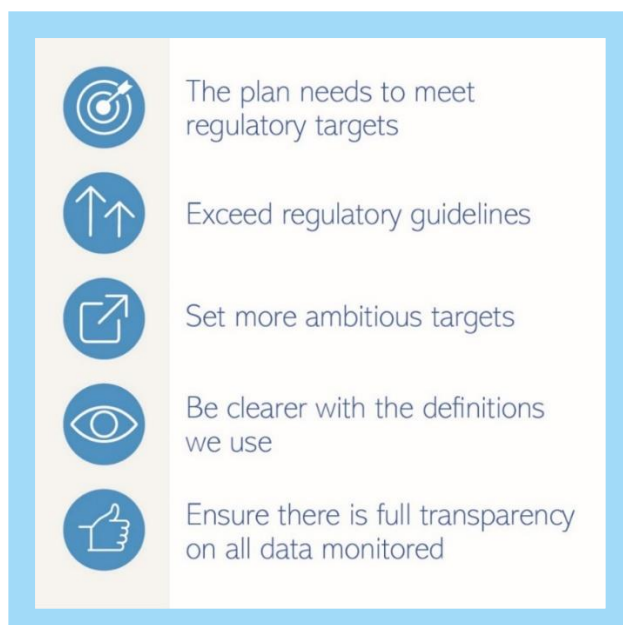 The plan needs to meet
regulatory targets
Exceed regulatory guidelines
Set more ambitious targets
Be clearer with the definitions
we use
Ensure there is full transparency
on all data monitored